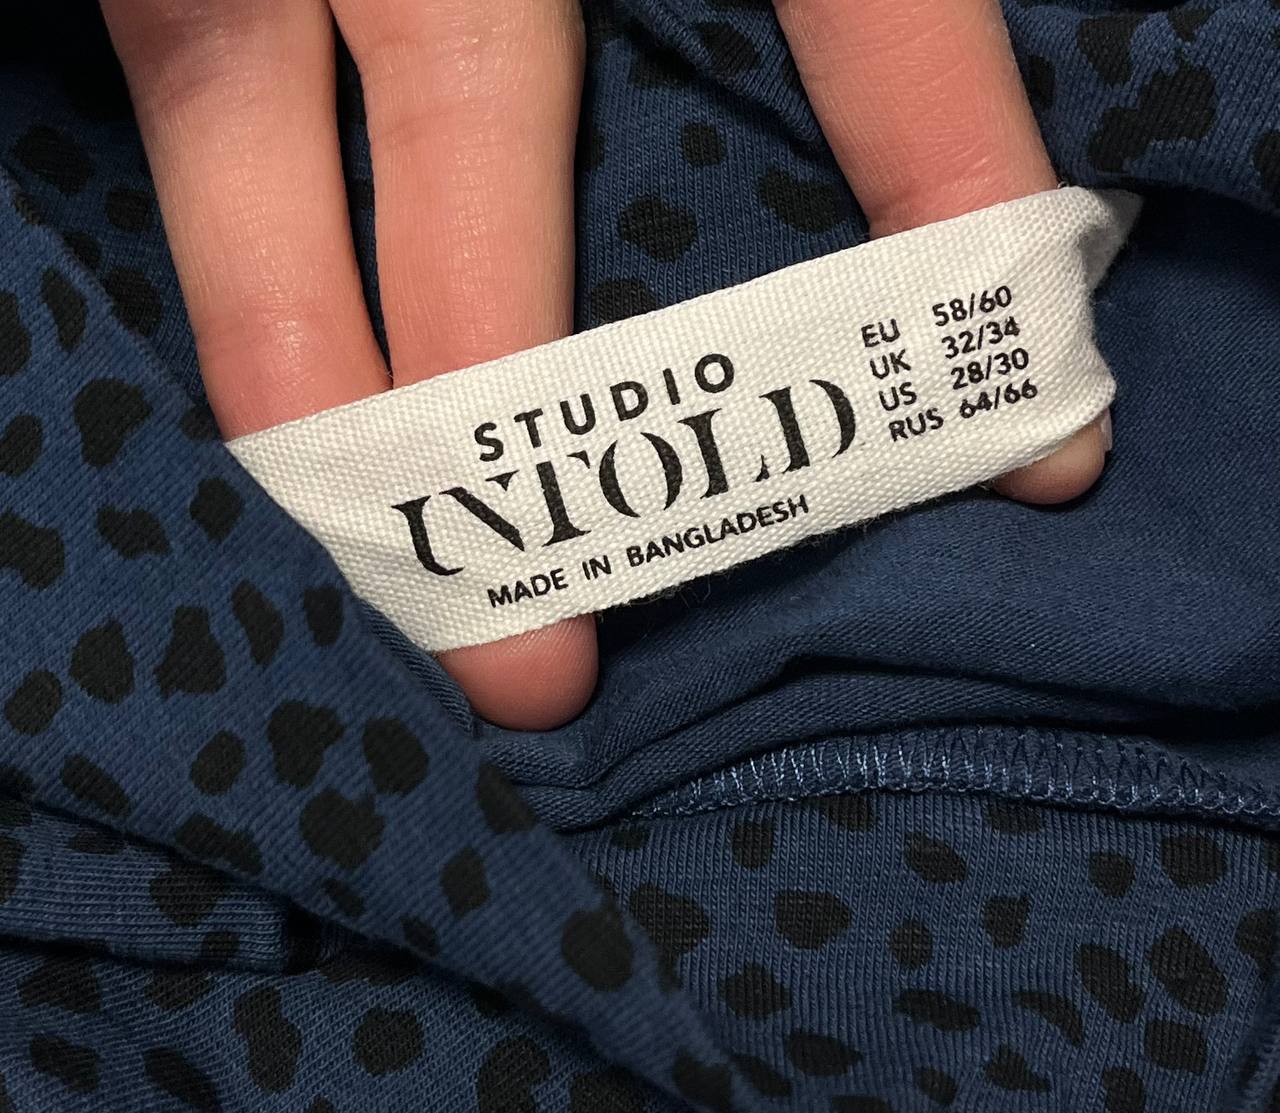 STUDIO
UNTOLD
MADE IN BANGLADESH
EU 58/60
UK 32/34
US 28/30
RUS 64/66